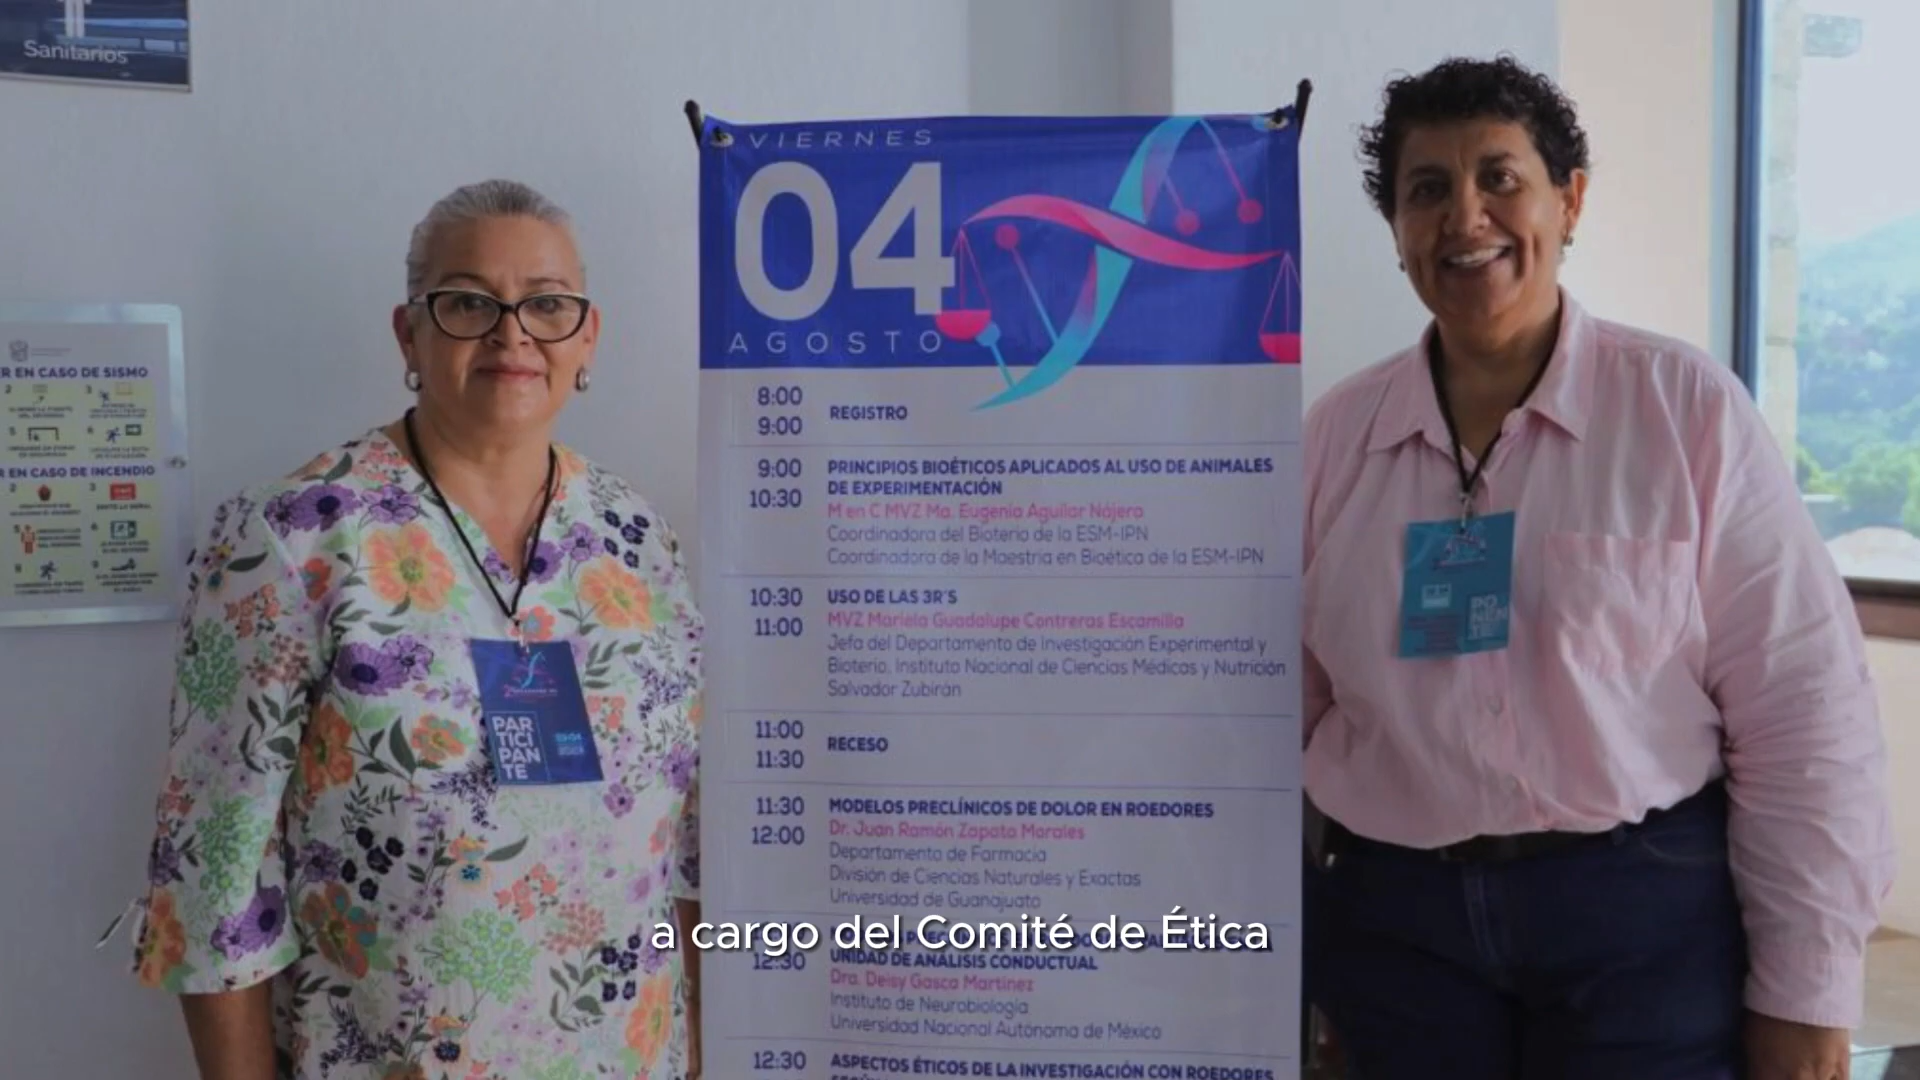 Sanitarios
R EN CASO DE SISMO
R EN CASO DE INCENDIO
VIERNES
04
AGOSTO
8:00
9:00
REGISTRO
9:00
10:30
PRINCIPIOS BIOÉTICOS APLICADOS AL USO DE ANIMALES
DE EXPERIMENTACIÓN
M en C MVZ Ma. Eugenia Aguilar Nájera
Coordinadora del Bioterio de la ESM-IPN
Coordinadora de la Maestría en Bioética de la ESM-IPN
10:30
11:00
USO DE LAS 3R'S
MVZ Mariela Guadalupe Contreras Escamilla
Jefa del Departamento de Investigación Experimental y
Bioterio, Instituto Nacional de Ciencias Médicas y Nutrición
Salvador Zubirán
11:00
11:30
RECESO
11:30
12:00
MODELOS PRECLÍNICOS DE DOLOR EN ROEDORES
Dr. Juan Ramón Zapata Morales
Departamento de Farmacia
División de Ciencias Naturales y Exactas
Universidad de Guanajuato
a cargo del Comité de Ética
12:30
UNIDAD DE ANÁLISIS CONDUCTUAL
Dra. Deisy Gasca Martínez
Instituto de Neurobiología
Universidad Nacional Autónoma de México
12:30
ASPECTOS ÉTICOS DE LA INVESTIGACIÓN CON ROEDORES
PAR
TICI
PAN
TE
PO
NEN
TE